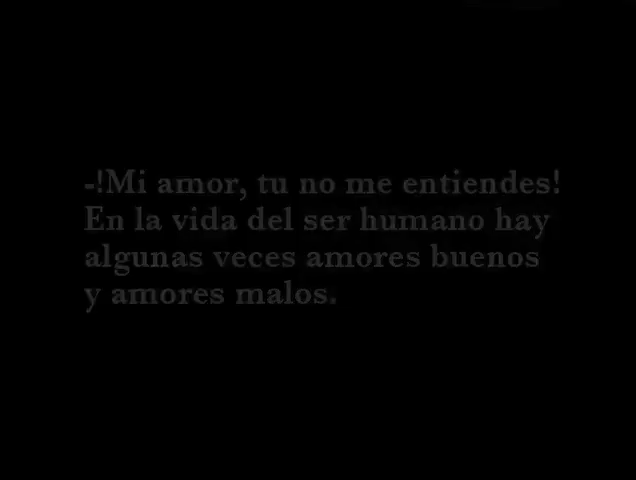 -!Mi amor, tu no me entiendes!
En la vida del ser humano hay
algunas veces amores buenos
y amores malos.